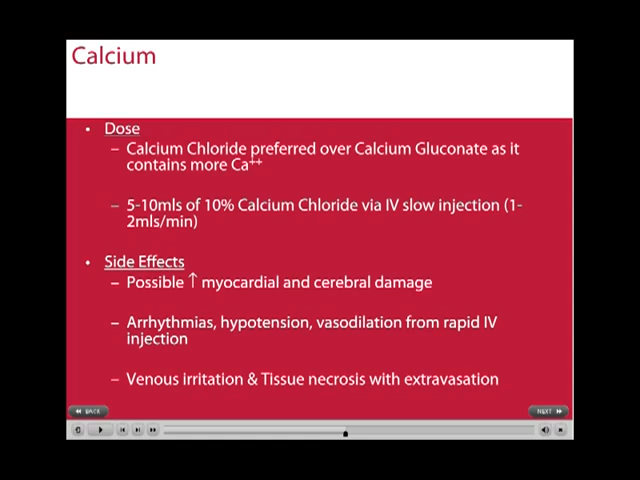 Calcium
• Dose
– Calcium Chloride preferred over Calcium Gluconate as it
contains more Ca⁺⁺
– 5-10mls of 10% Calcium Chloride via IV slow injection (1-
2mls/min)
• Side Effects
– Possible ↑ myocardial and cerebral damage
– Arrhythmias, hypotension, vasodilation from rapid IV
injection
– Venous irritation & Tissue necrosis with extravasation
BACK
NEXT